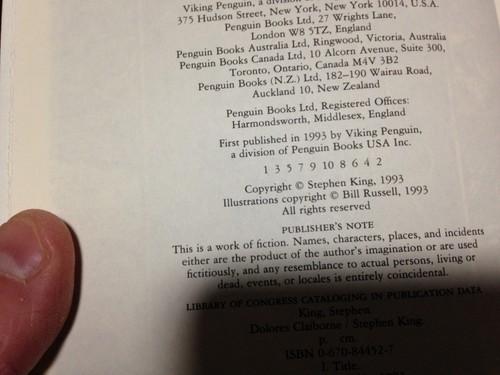 Viking Penguin, a division
375 Hudson Street, New York, New York 10014, U.S.A.
Penguin Books Ltd, 27 Wrights Lane,
London W8 5TZ, England
Penguin Books Australia Ltd, Ringwood, Victoria, Australia
Penguin Books Canada Ltd, 10 Alcorn Avenue, Suite 300,
Toronto, Ontario, Canada M4V 3B2
Penguin Books (N.Z.) Ltd, 182–190 Wairau Road,
Auckland 10, New Zealand
Penguin Books Ltd, Registered Offices:
Harmondsworth, Middlesex, England
First published in 1993 by Viking Penguin,
a division of Penguin Books USA Inc.
1 3 5 7 9 10 8 6 4 2
Copyright © Stephen King, 1993
Illustrations copyright © Bill Russell, 1993
All rights reserved
PUBLISHER'S NOTE
This is a work of fiction. Names, characters, places, and incidents
either are the product of the author's imagination or are used
fictitiously, and any resemblance to actual persons, living or
dead, events, or locales is entirely coincidental.
LIBRARY OF CONGRESS CATALOGING IN PUBLICATION DATA
King, Stephen
Dolores Claiborne / Stephen King.
p. cm.
ISBN 0-670-84452-7
I. Title.